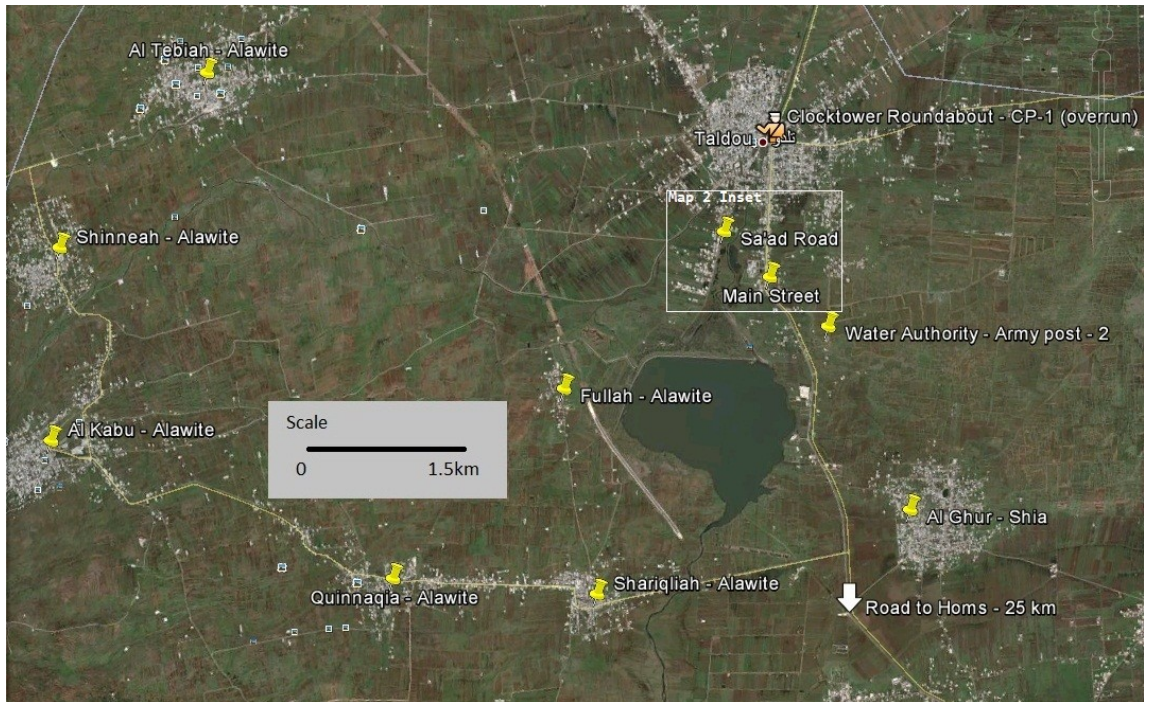 Al Tebiah - Alawite
Clocktower Roundabout - CP-1 (overrun)
Taldou
تلدو
Map 2 Inset
Shinneah - Alawite
Sa'ad Road
Main Street
Water Authority - Army post - 2
Fullah - Alawite
Scale
0 1.5km
Al Kabu - Alawite
Al Ghur - Shia
Quinnaqia - Alawite
Shariqliah - Alawite
Road to Homs - 25 km